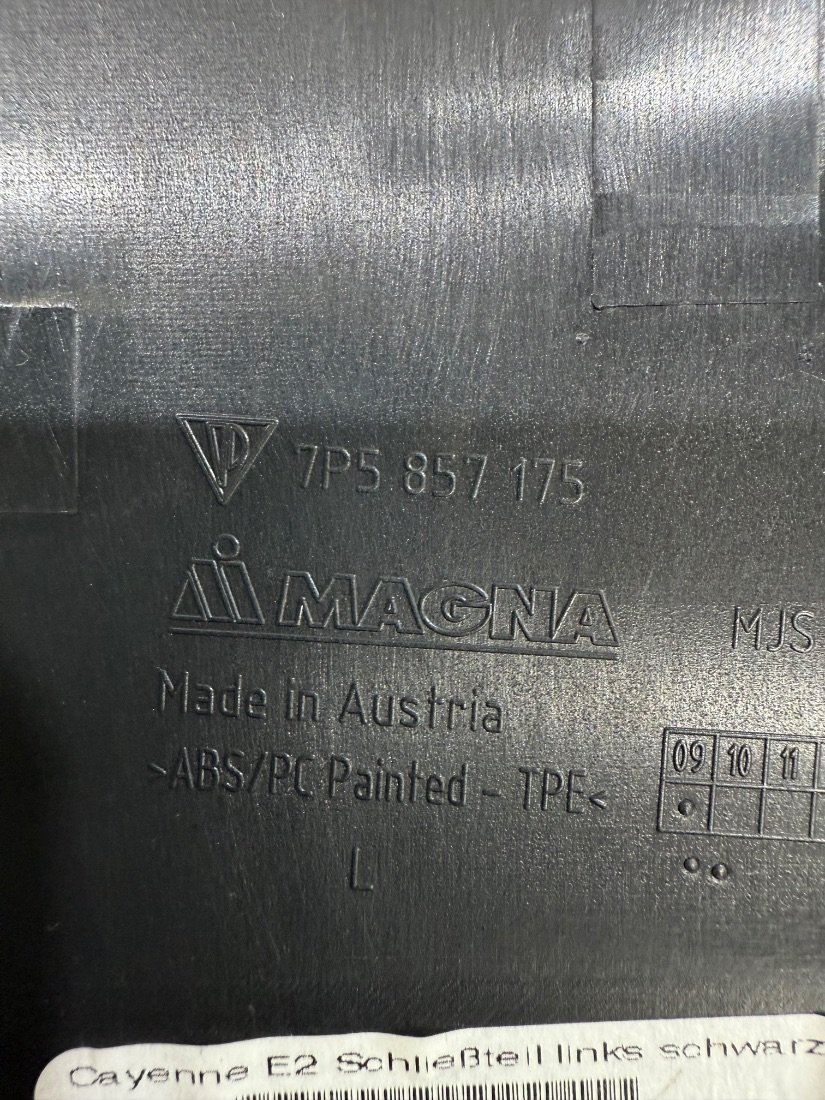 P 7P5 857 175
MAGNA
MJS
Made in Austria
>ABS/PC Painted - TPE<
09 10 11
L
Cayenne E2 Schließteil links schwarz